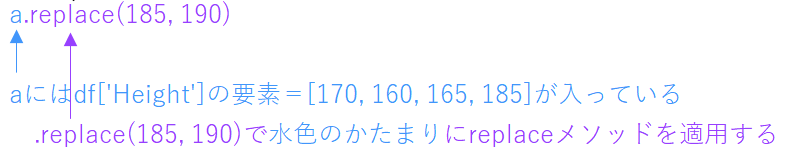 a.replace(185, 190)
aにはdf['Height']の要素＝[170, 160, 165, 185]が入っている
.replace(185, 190)で水色のかたまりにreplaceメソッドを適用する